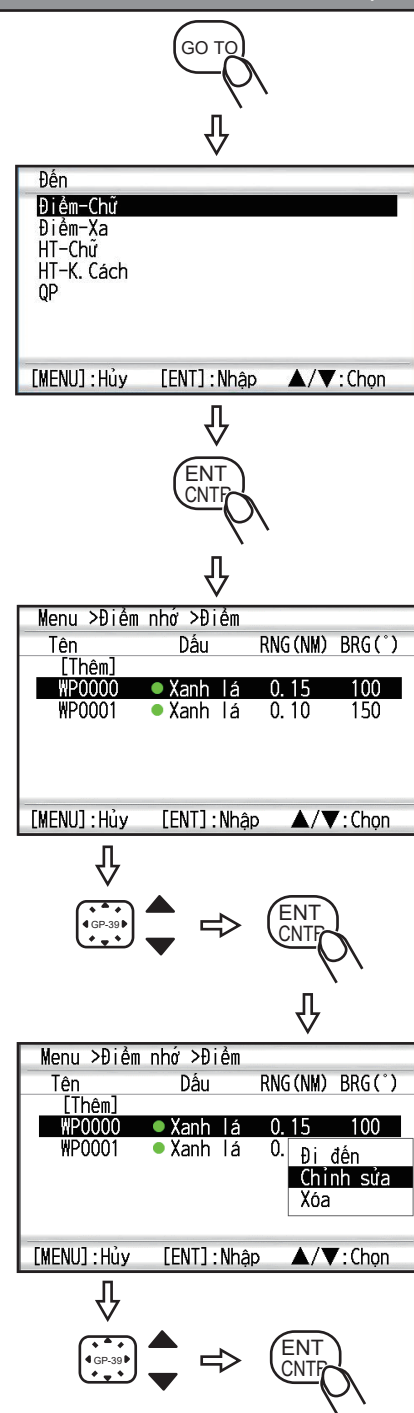 GO TO
Đến
Điểm-Chữ
Điểm-Xa
HT-Chữ
HT-K.Cách
QP
[MENU]:Hủy [ENT]:Nhập ▲/▼:Chọn
ENT
CNTR
Menu >Điểm nhớ >Điểm
Tên Dấu RNG(NM) BRG(°)
[Thêm]
WP0000 ● Xanh lá 0.15 100
WP0001 ● Xanh lá 0.10 150
[MENU]:Hủy [ENT]:Nhập ▲/▼:Chọn
GP-39
ENT
CNTR
Menu >Điểm nhớ >Điểm
Tên Dấu RNG(NM) BRG(°)
[Thêm]
WP0000 ● Xanh lá 0.15 100
WP0001 ● Xanh lá 0.
Đi đến
Chỉnh sửa
Xóa
[MENU]:Hủy [ENT]:Nhập ▲/▼:Chọn
GP-39
ENT
CNTR